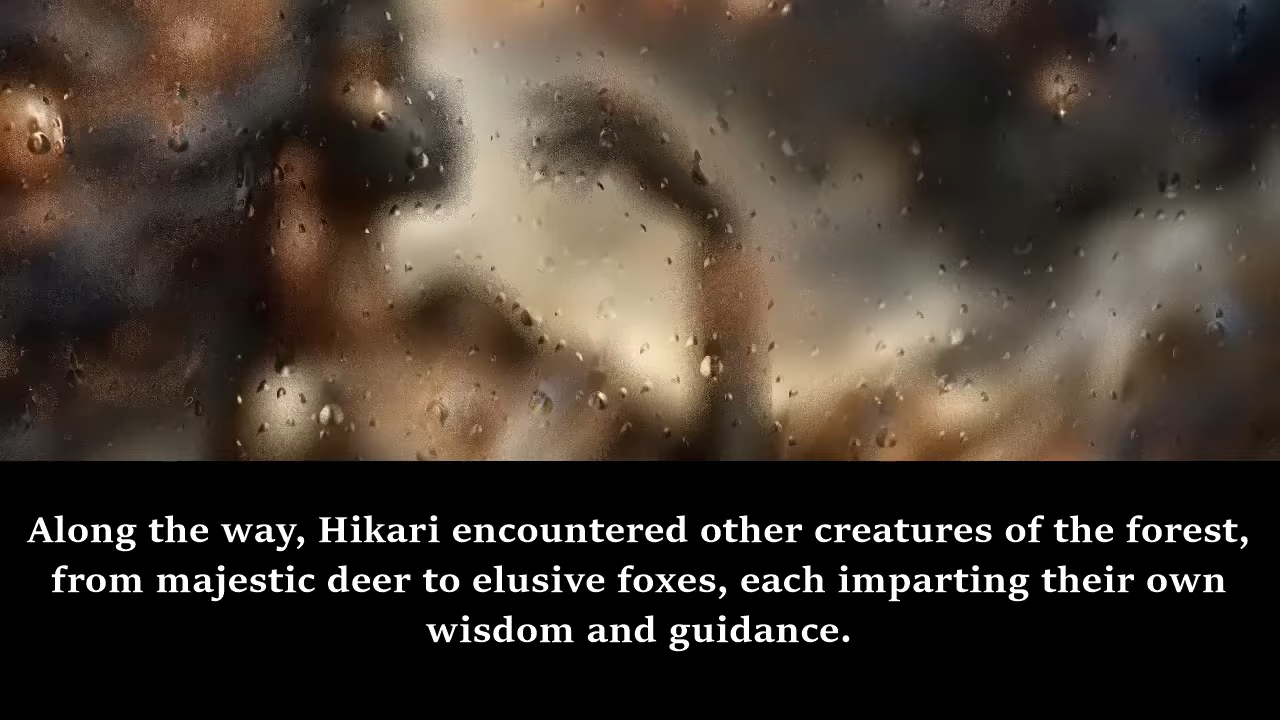 Along the way, Hikari encountered other creatures of the forest,
from majestic deer to elusive foxes, each imparting their own
wisdom and guidance.